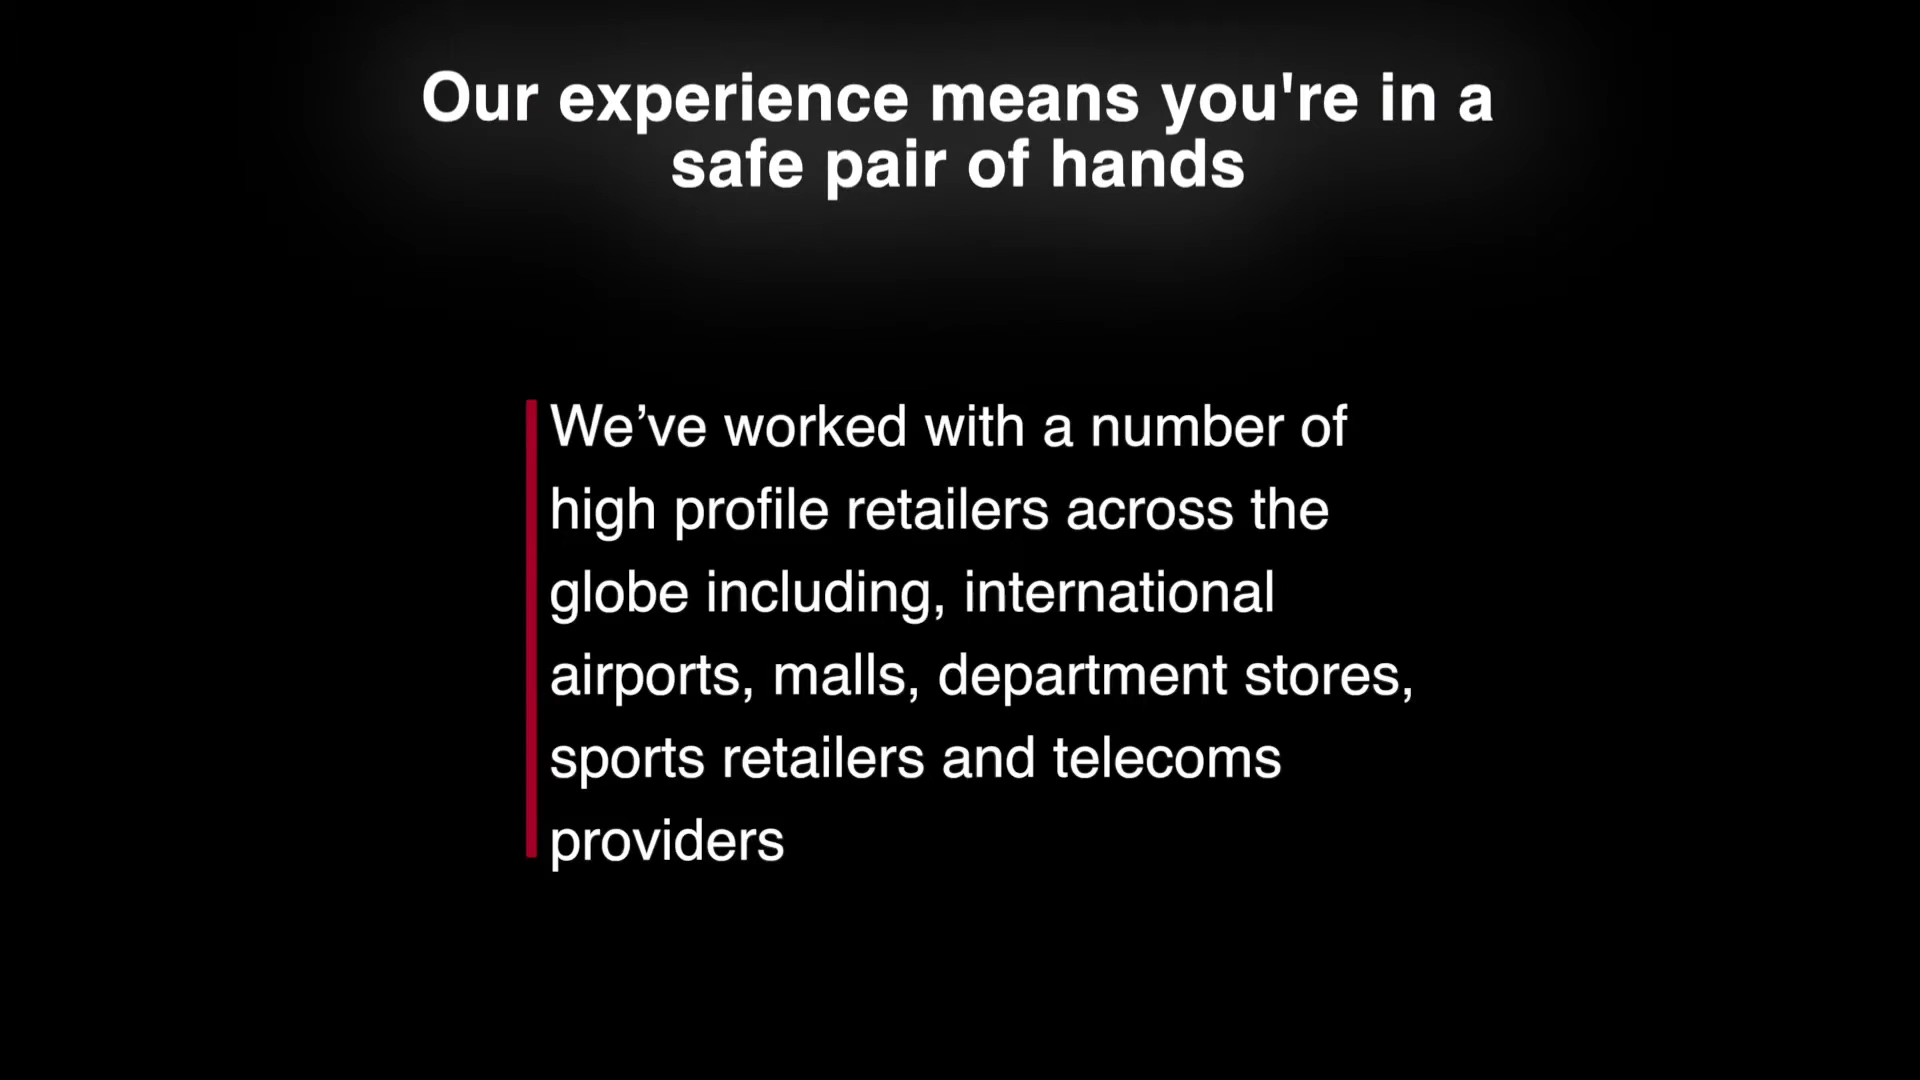 Our experience means you're in a
safe pair of hands
We’ve worked with a number of
high profile retailers across the
globe including, international
airports, malls, department stores,
sports retailers and telecoms
providers